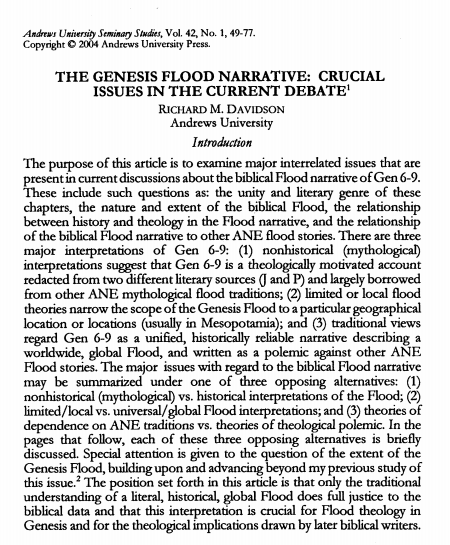 Andrews University Seminary Studies, Vol. 42, No. 1, 49-77.
Copyright © 2004 Andrews University Press.
THE GENESIS FLOOD NARRATIVE: CRUCIAL
ISSUES IN THE CURRENT DEBATE¹
RICHARD M. DAVIDSON
Andrews University
Introduction
The purpose of this article is to examine major interrelated issues that are
present in current discussions about the biblical Flood narrative of Gen 6-9.
These include such questions as: the unity and literary genre of these
chapters, the nature and extent of the biblical Flood, the relationship
between history and theology in the Flood narrative, and the relationship
of the biblical Flood narrative to other ANE flood stories. There are three
major interpretations of Gen 6-9: (1) nonhistorical (mythological)
interpretations suggest that Gen 6-9 is a theologically motivated account
redacted from two different literary sources (J and P) and largely borrowed
from other ANE mythological flood traditions; (2) limited or local flood
theories narrow the scope of the Genesis Flood to a particular geographical
location or locations (usually in Mesopotamia); and (3) traditional views
regard Gen 6-9 as a unified, historically reliable narrative describing a
worldwide, global Flood, and written as a polemic against other ANE
Flood stories. The major issues with regard to the biblical Flood narrative
may be summarized under one of three opposing alternatives: (1)
nonhistorical (mythological) vs. historical interpretations of the Flood; (2)
limited/local vs. universal/global Flood interpretations; and (3) theories of
dependence on ANE traditions vs. theories of theological polemic. In the
pages that follow, each of these three opposing alternatives is briefly
discussed. Special attention is given to the question of the extent of the
Genesis Flood, building upon and advancing beyond my previous study of
this issue.² The position set forth in this article is that only the traditional
understanding of a literal, historical, global Flood does full justice to the
biblical data and that this interpretation is crucial for Flood theology in
Genesis and for the theological implications drawn by later biblical writers.